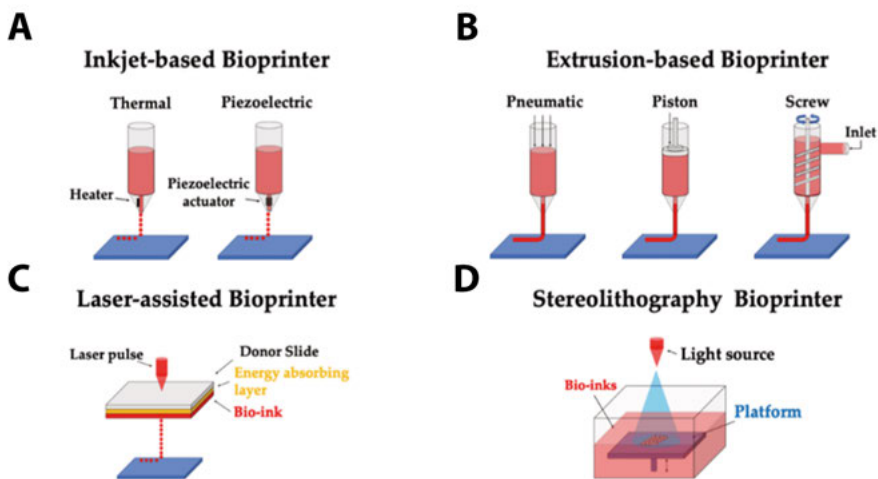 A
Inkjet-based Bioprinter
Thermal
Piezoelectric
Heater
Piezoelectric
actuator
B
Extrusion-based Bioprinter
Pneumatic
Piston
Screw
Inlet
C
Laser-assisted Bioprinter
Laser pulse
Donor Slide
Energy absorbing
layer
Bio-ink
D
Stereolithography Bioprinter
Light source
Bio-inks
Platform